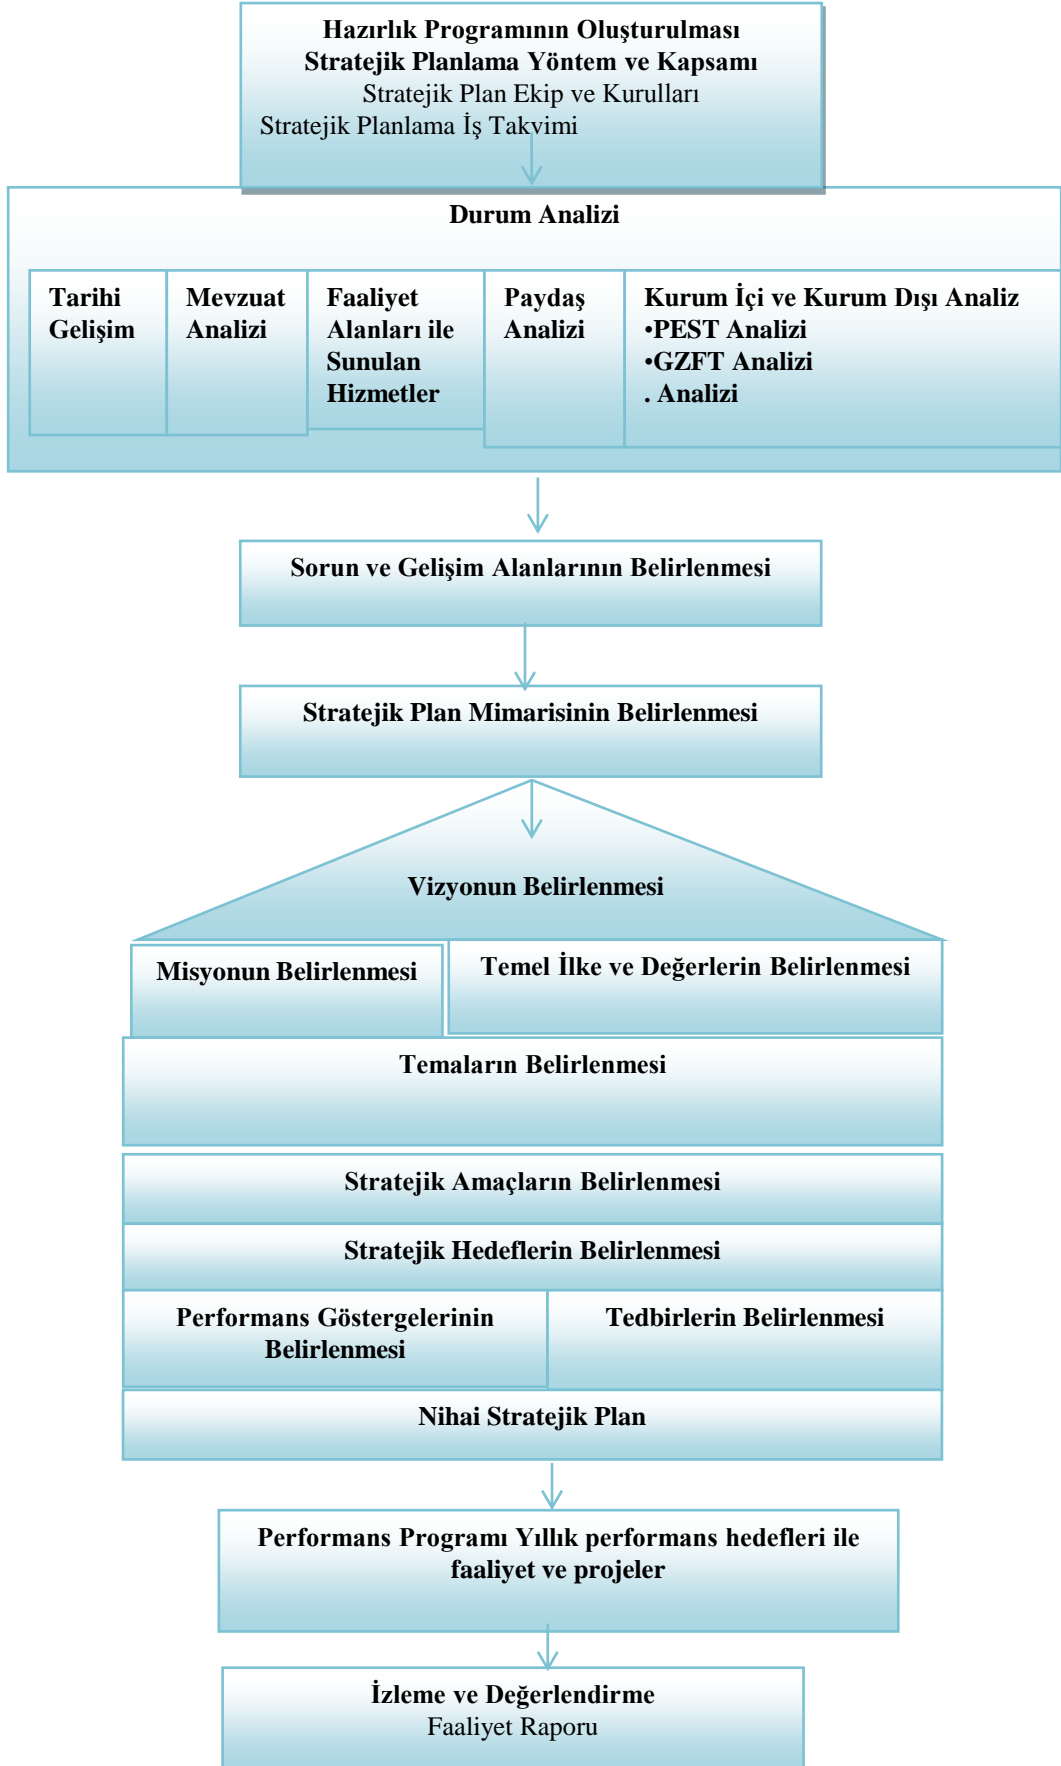 Hazırlık Programının Oluşturulması
Stratejik Planlama Yöntem ve Kapsamı
Stratejik Plan Ekip ve Kurulları
Stratejik Planlama İş Takvimi
Durum Analizi
Tarihi
Gelişim
Mevzuat
Analizi
Faaliyet
Alanları ile
Sunulan
Hizmetler
Paydaş
Analizi
Kurum İçi ve Kurum Dışı Analiz
•PEST Analizi
•GZFT Analizi
. Analizi
Sorun ve Gelişim Alanlarının Belirlenmesi
Stratejik Plan Mimarisinin Belirlenmesi
Vizyonun Belirlenmesi
Misyonun Belirlenmesi
Temel İlke ve Değerlerin Belirlenmesi
Temaların Belirlenmesi
Stratejik Amaçların Belirlenmesi
Stratejik Hedeflerin Belirlenmesi
Performans Göstergelerinin
Belirlenmesi
Tedbirlerin Belirlenmesi
Nihai Stratejik Plan
Performans Programı Yıllık performans hedefleri ile
faaliyet ve projeler
İzleme ve Değerlendirme
Faaliyet Raporu